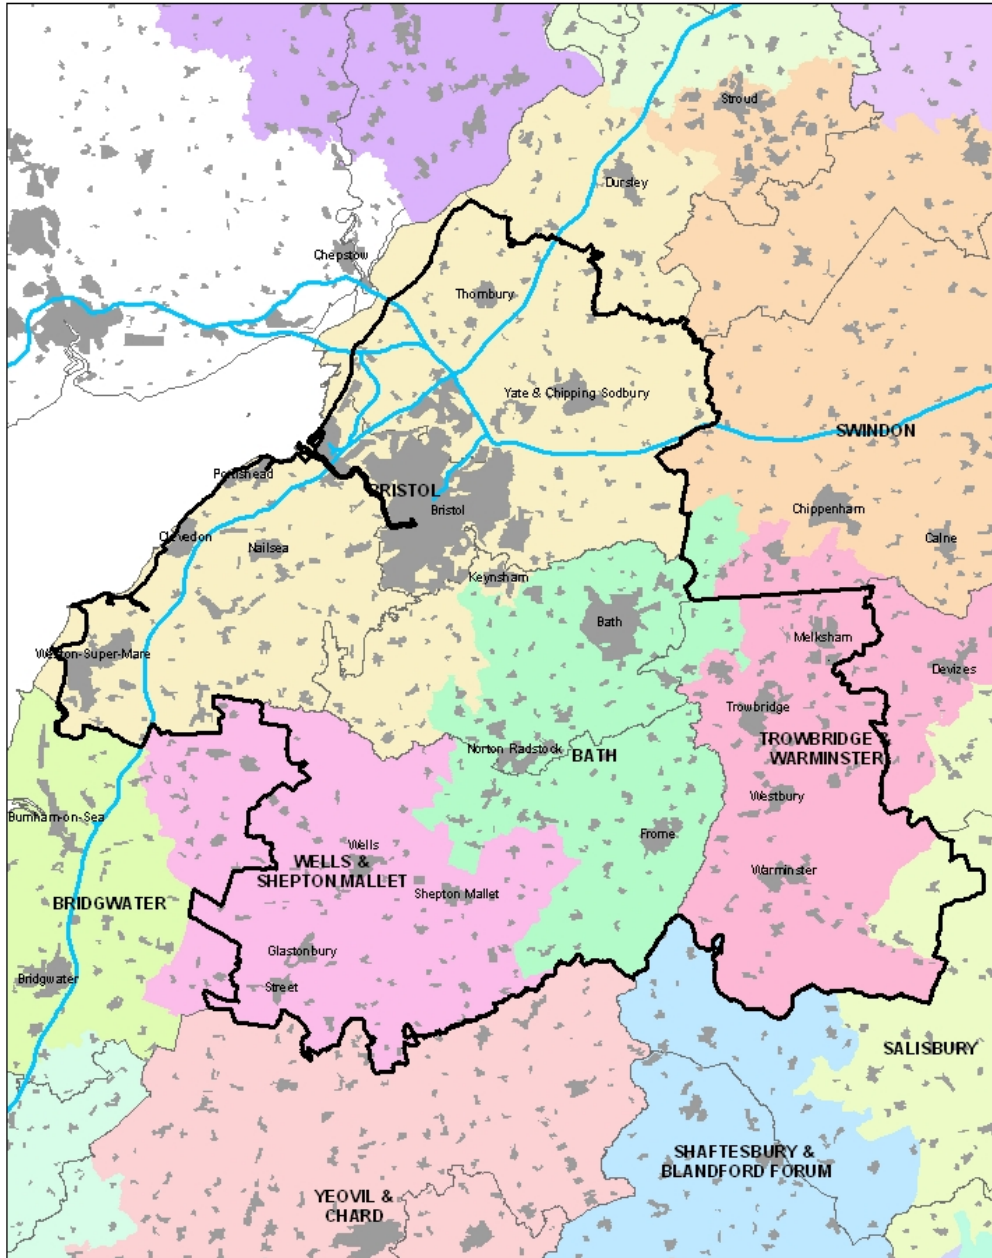 Stroud
Dursley
Chepstow
Thornbury
Yate & Chipping Sodbury
SWINDON
Portishead
BRISTOL
Bristol
Chippenham
Clevedon
Nailsea
Calne
Keynsham
Bath
Melksham
Weston-Super-Mare
Devizes
Trowbridge
TROWBRIDGE
WARMINSTER
Norton Radstock
BATH
Westbury
Burnham-on-Sea
Frome
Wells
WELLS &
SHEPTON MALLET
Warminster
Shepton Mallet
BRIDGWATER
Glastonbury
Bridgwater
Street
SALISBURY
SHAFTESBURY &
BLANDFORD FORUM
YEOVIL &
CHARD